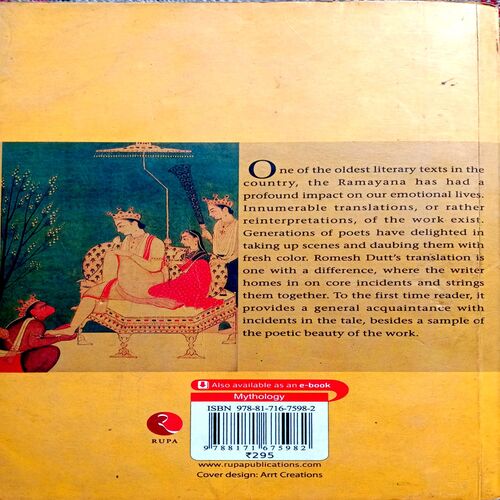 One of the oldest literary texts in the
country, the Ramayana has had a
profound impact on our emotional lives.
Innumerable translations, or rather
reinterpretations, of the work exist.
Generations of poets have delighted in
taking up scenes and daubing them with
fresh color. Romesh Dutt's translation is
one with a difference, where the writer
homes in on core incidents and strings
them together. To the first time reader, it
provides a general acquaintance with
incidents in the tale, besides a sample of
the poetic beauty of the work.
Also available as an e-book
Mythology
ISBN 978-81-716-7598-2
9 788171 675982
₹295
RUPA
www.rupapublications.com
Cover design: Arrt Creations